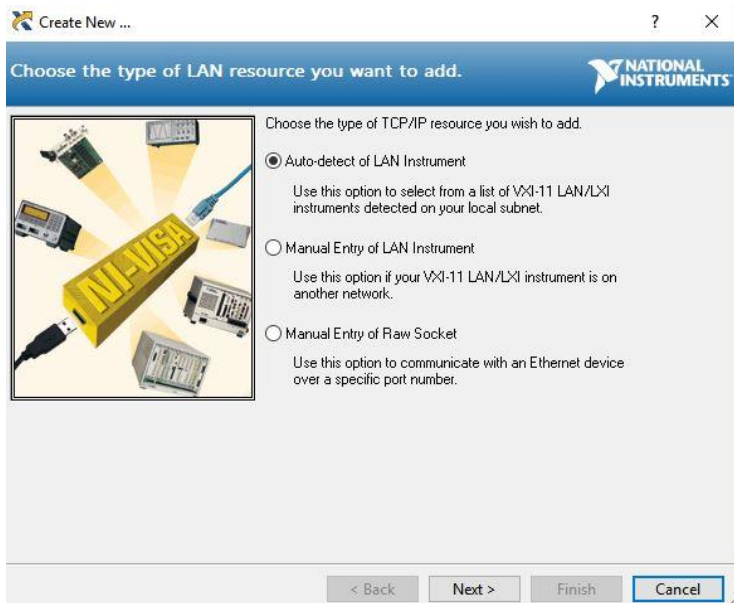 Create New ...
?
Choose the type of LAN resource you want to add.
NATIONAL
INSTRUMENTS
Choose the type of TCP/IP resource you wish to add.
Auto-detect of LAN Instrument
Use this option to select from a list of VXI-11 LAN/LXI
instruments detected on your local subnet.
Manual Entry of LAN Instrument
Use this option if your VXI-11 LAN/LXI instrument is on
another network.
Manual Entry of Raw Socket
Use this option to communicate with an Ethernet device
over a specific port number.
NI-VISA
< Back
Next >
Finish
Cancel